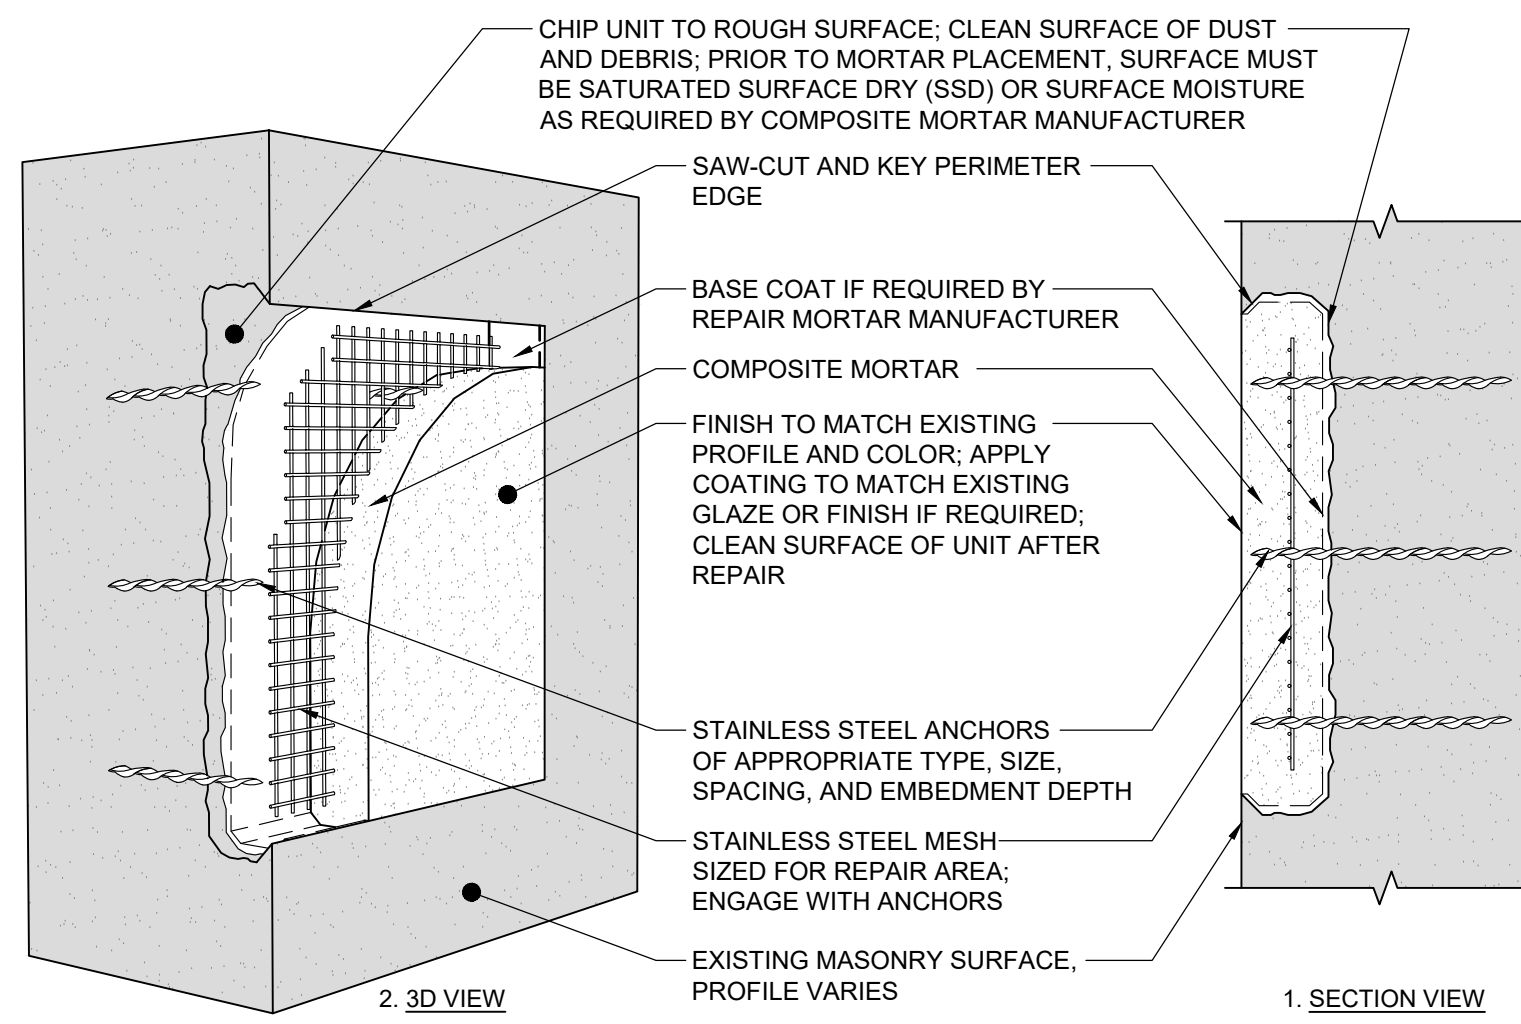 CHIP UNIT TO ROUGH SURFACE; CLEAN SURFACE OF DUST
AND DEBRIS; PRIOR TO MORTAR PLACEMENT, SURFACE MUST
BE SATURATED SURFACE DRY (SSD) OR SURFACE MOISTURE
AS REQUIRED BY COMPOSITE MORTAR MANUFACTURER
SAW-CUT AND KEY PERIMETER
EDGE
BASE COAT IF REQUIRED BY
REPAIR MORTAR MANUFACTURER
COMPOSITE MORTAR
FINISH TO MATCH EXISTING
PROFILE AND COLOR; APPLY
COATING TO MATCH EXISTING
GLAZE OR FINISH IF REQUIRED;
CLEAN SURFACE OF UNIT AFTER
REPAIR
STAINLESS STEEL ANCHORS
OF APPROPRIATE TYPE, SIZE,
SPACING, AND EMBEDMENT DEPTH
STAINLESS STEEL MESH
SIZED FOR REPAIR AREA;
ENGAGE WITH ANCHORS
EXISTING MASONRY SURFACE,
PROFILE VARIES
2. 3D VIEW
1. SECTION VIEW